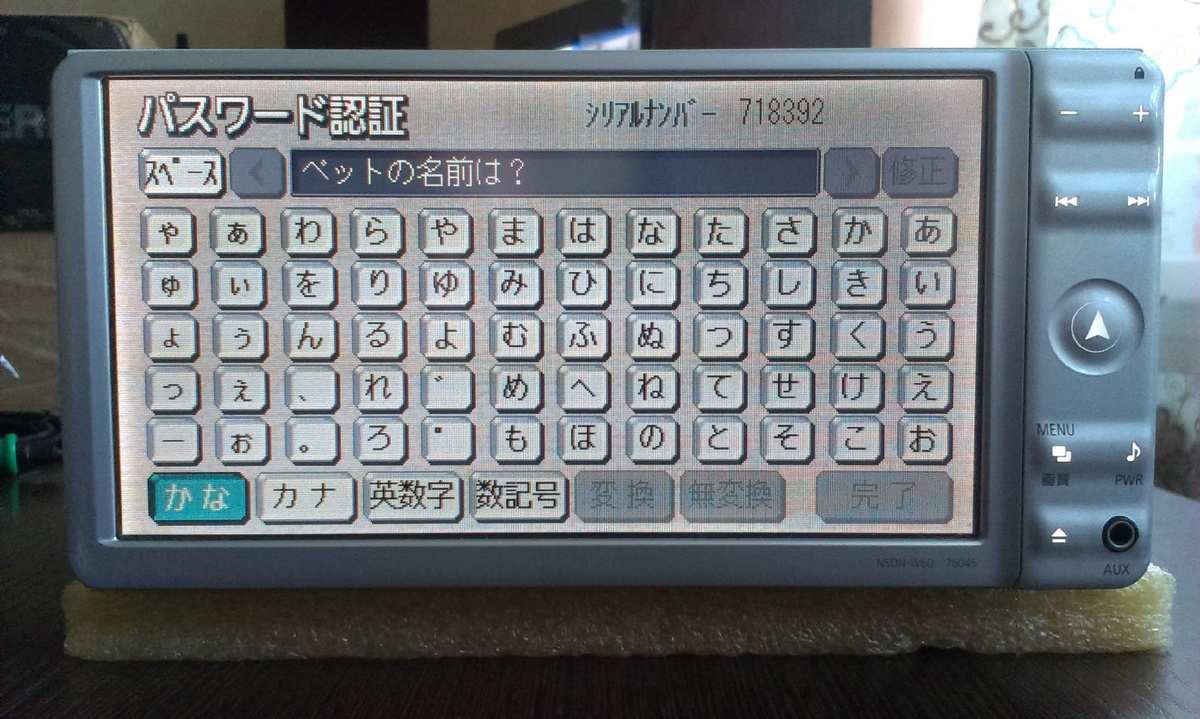 パスワード認証 シリアルナンバー 718392
スペース < ペットの名前は? > 修正
ゃ ぁ わ ら や ま は な た さ か あ
ゅ ぃ を り ゆ み ひ に ち し き い
ょ ぅ ん る よ む ふ ぬ つ す く う
っ ぇ 、 れ ゛ め へ ね て せ け え
ー ぉ 。 ろ ゜ も ほ の と そ こ お
かな カナ 英数字 数記号 変換 無変換 完了
- +
MENU
画質 PWR
AUX
NSDN-W60 76046